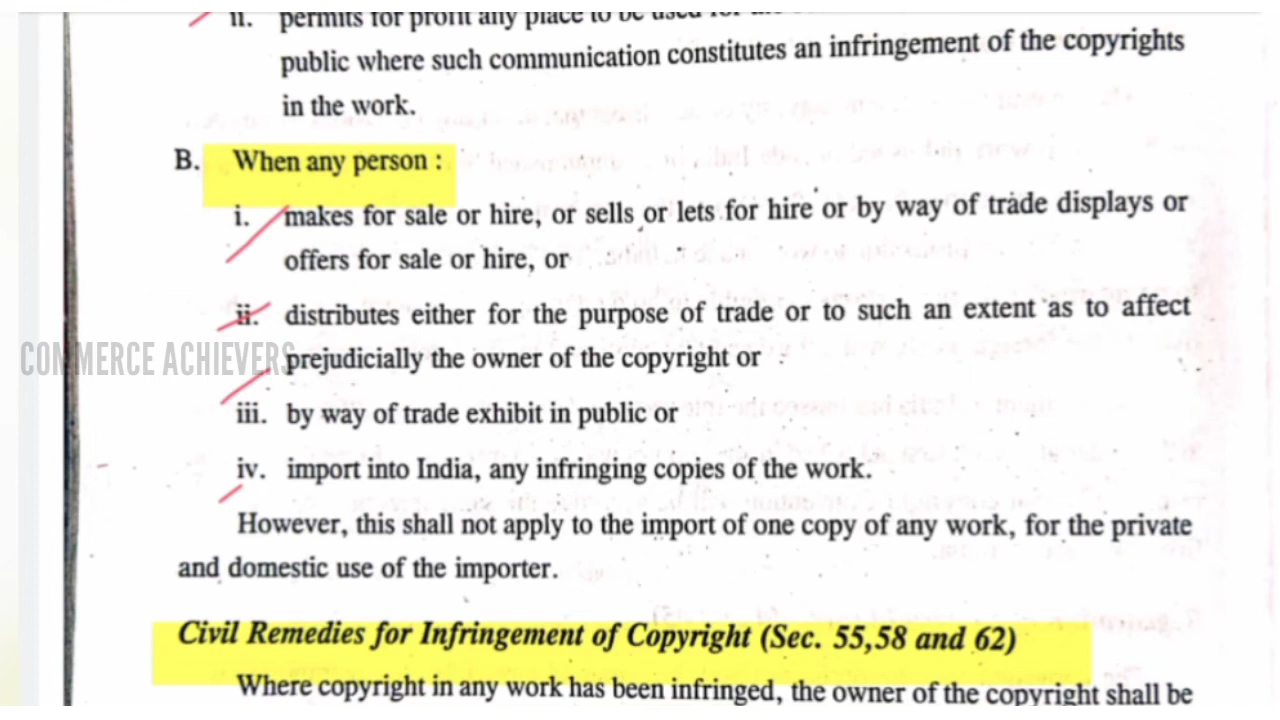 ii. permits for profit any place to be used for the
public where such communication constitutes an infringement of the copyrights
in the work.
B. When any person :
i. makes for sale or hire, or sells or lets for hire or by way of trade displays or
offers for sale or hire, or
ii. distributes either for the purpose of trade or to such an extent as to affect
prejudicially the owner of the copyright or
COMMERCE ACHIEVERS
iii. by way of trade exhibit in public or
iv. import into India, any infringing copies of the work.
However, this shall not apply to the import of one copy of any work, for the private
and domestic use of the importer.
Civil Remedies for Infringement of Copyright (Sec. 55,58 and 62)
Where copyright in any work has been infringed, the owner of the copyright shall be